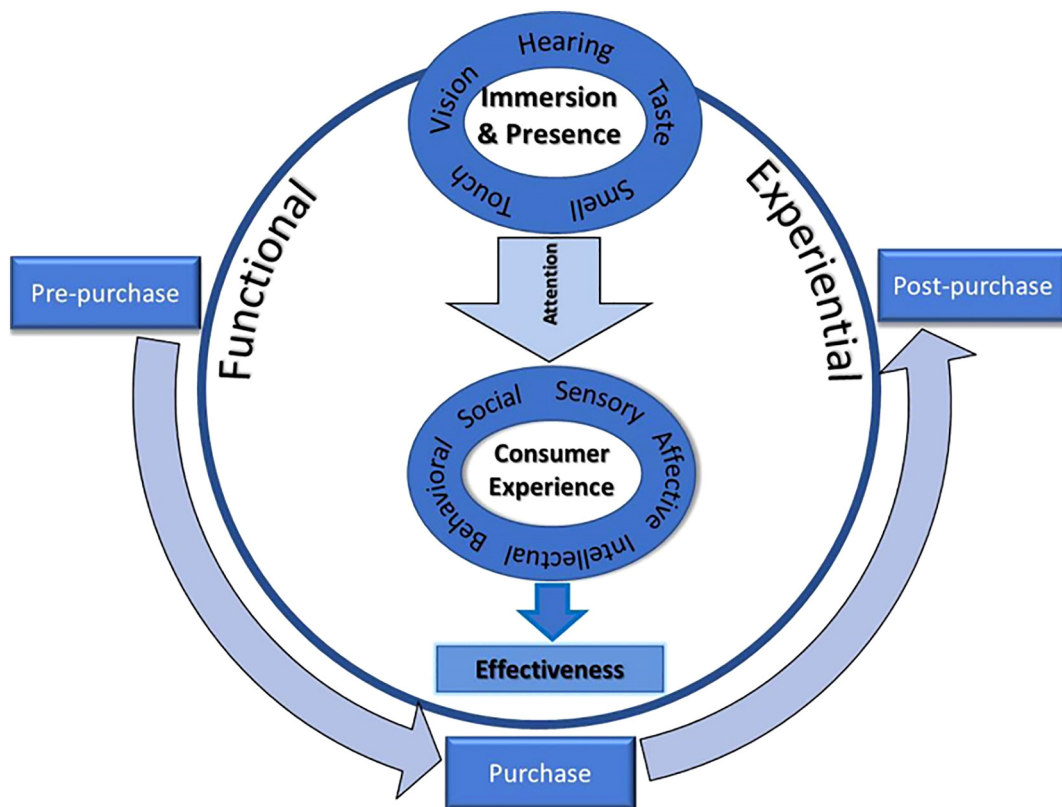 Hearing
Vision
Taste
Immersion
& Presence
Touch
Smell
Functional
Experiential
Attention
Pre-purchase
Post-purchase
Social
Sensory
Behavioral
Affective
Consumer
Experience
Intellectual
Effectiveness
Purchase